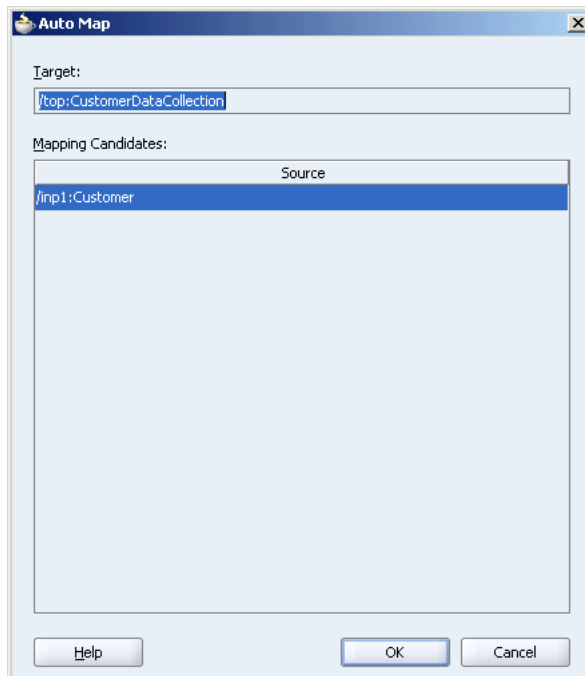 Auto Map
Target:
/top:CustomerDataCollection
Mapping Candidates:
Source
/inp1:Customer
Help
OK
Cancel